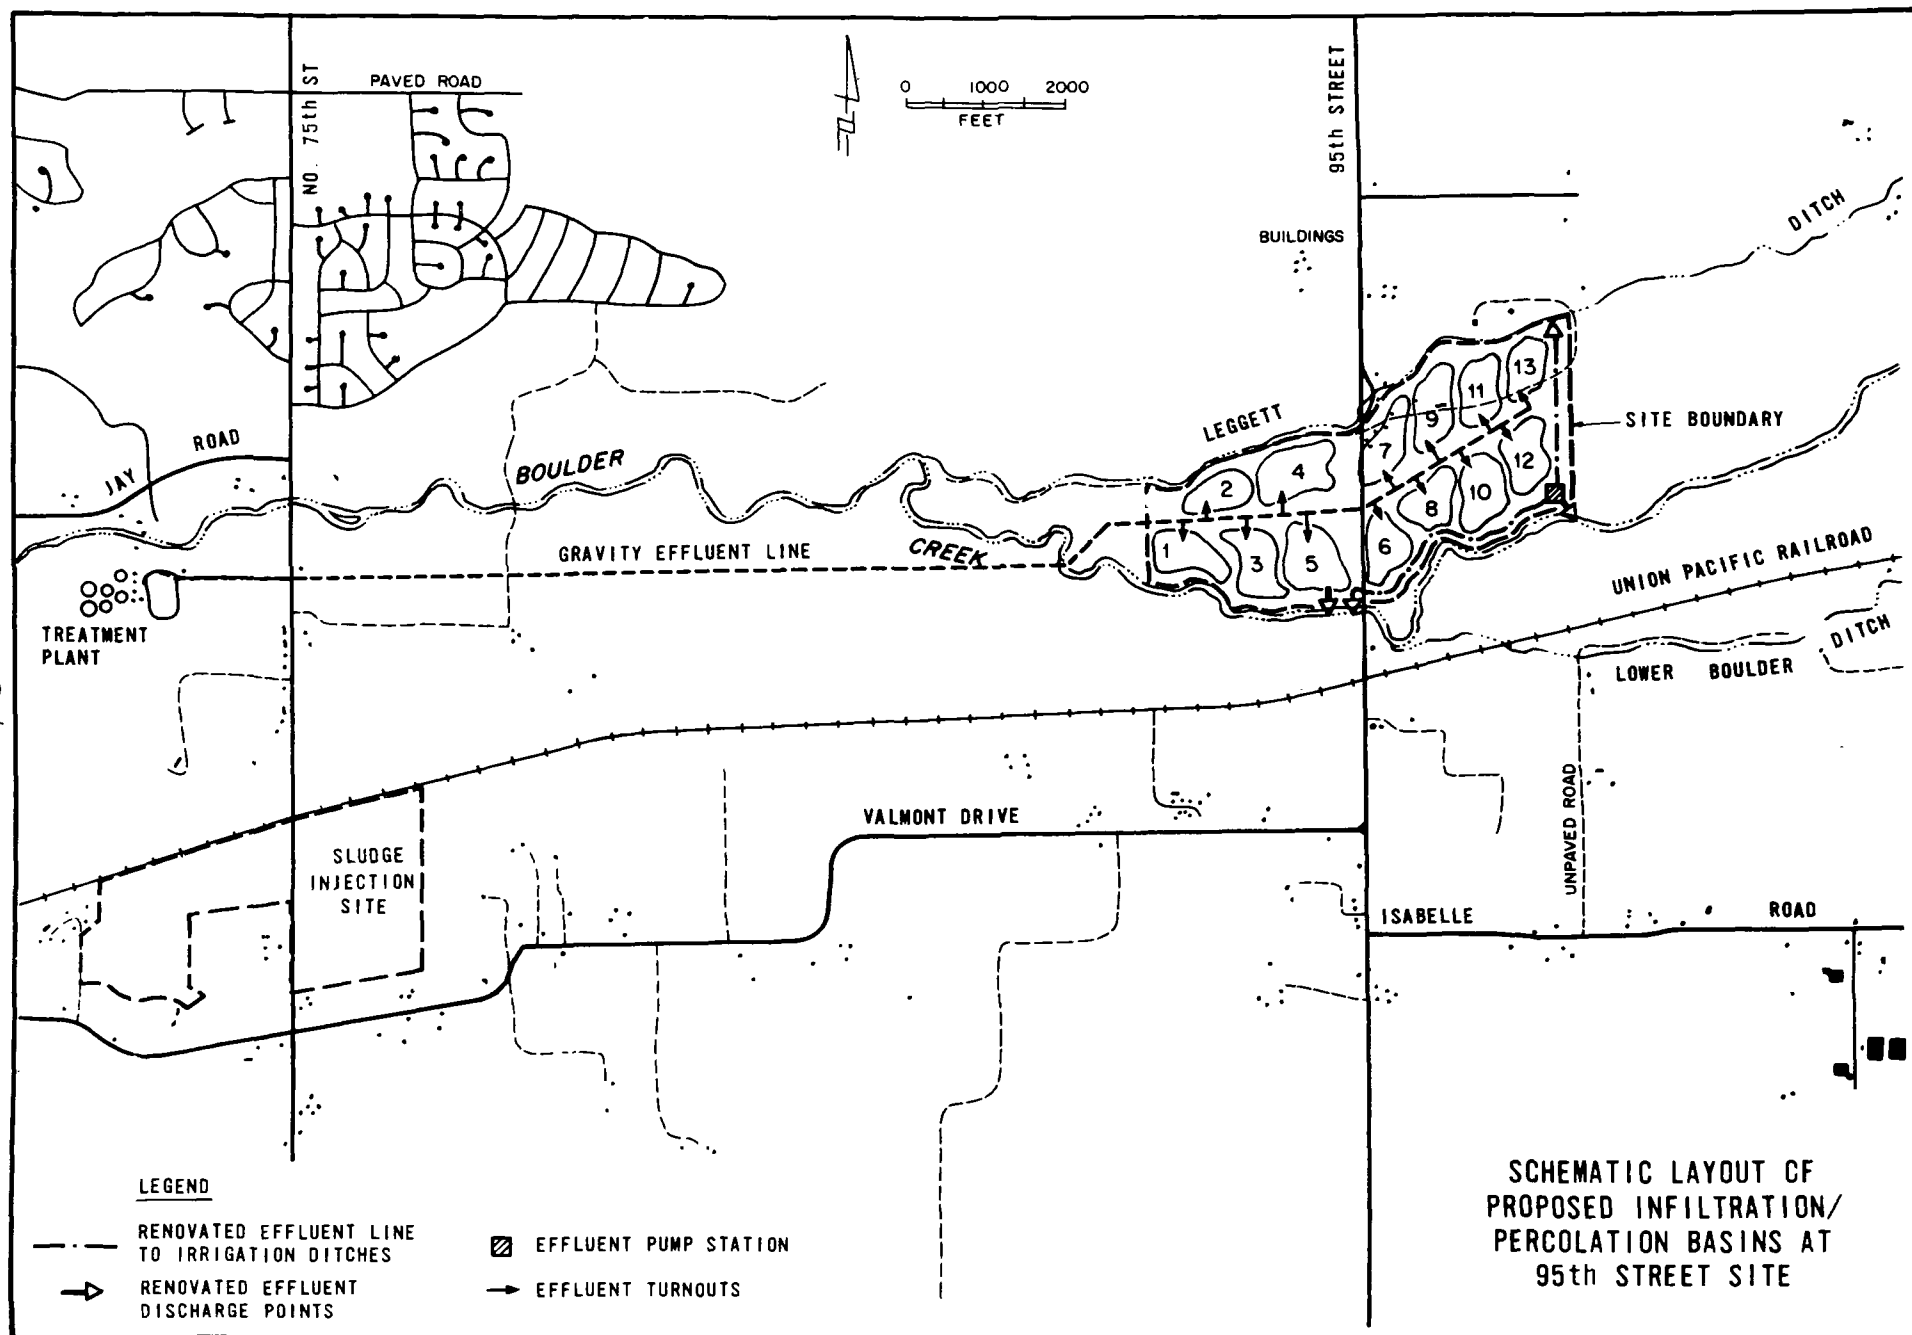 PAVED ROAD
NO. 75th ST
0 1000 2000
FEET
95th STREET
DITCH
BUILDINGS
SITE BOUNDARY
LEGGETT
JAY
ROAD
BOULDER
CREEK
GRAVITY EFFLUENT LINE
1
2
3
4
5
6
7
8
9
10
11
12
13
TREATMENT
PLANT
UNION PACIFIC RAILROAD
LOWER BOULDER
DITCH
VALMONT DRIVE
UNPAVED ROAD
SLUDGE
INJECTION
SITE
ISABELLE
ROAD
LEGEND
RENOVATED EFFLUENT LINE
TO IRRIGATION DITCHES
RENOVATED EFFLUENT
DISCHARGE POINTS
EFFLUENT PUMP STATION
EFFLUENT TURNOUTS
SCHEMATIC LAYOUT OF
PROPOSED INFILTRATION/
PERCOLATION BASINS AT
95th STREET SITE